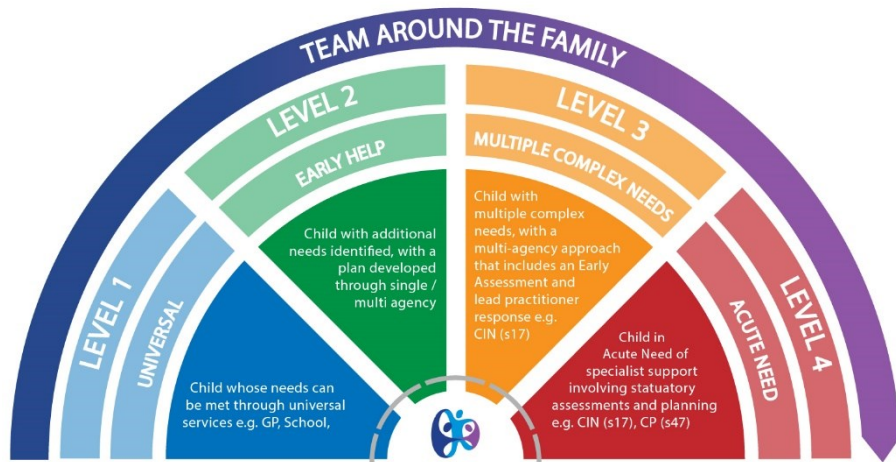 TEAM AROUND THE FAMILY
LEVEL 1
UNIVERSAL
Child whose needs can
be met through universal
services e.g. GP, School,
LEVEL 2
EARLY HELP
Child with additional
needs identified, with a
plan developed
through single /
multi agency
LEVEL 3
MULTIPLE COMPLEX NEEDS
Child with
multiple complex
needs, with a
multi-agency approach
that includes an Early
Assessment and
lead practitioner
response e.g.
CIN (s17)
LEVEL 4
ACUTE NEED
Child in
Acute Need of
specialist support
involving statuatory
assessments and planning
e.g. CIN (s17), CP (s47)